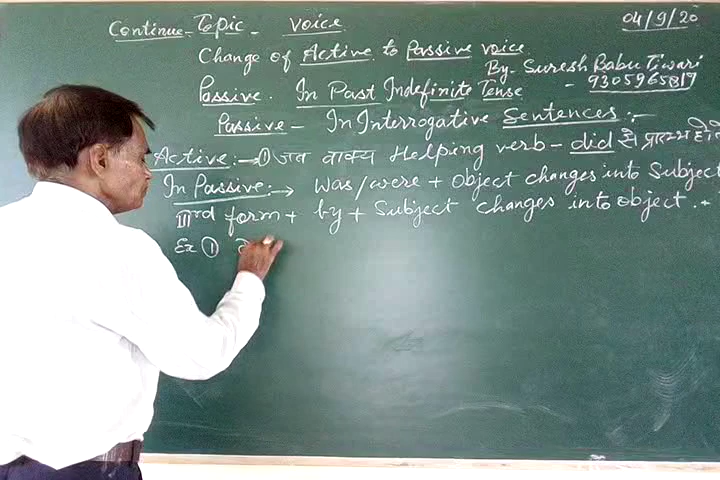 Continue - Topic - voice
04/9/20
Change of Active to Passive voice.
By - Suresh Babu Tiwari
Passive. In Past Indefinite Tense - 9305965819
Passive - In Interrogative Sentences :-
Active :→ ① जब वाक्य Helping verb - did से प्रारम्भ
In Passive :→ Was/were + Object changes into Subject
IIIrd form + by + Subject changes into object.-
Ex ①